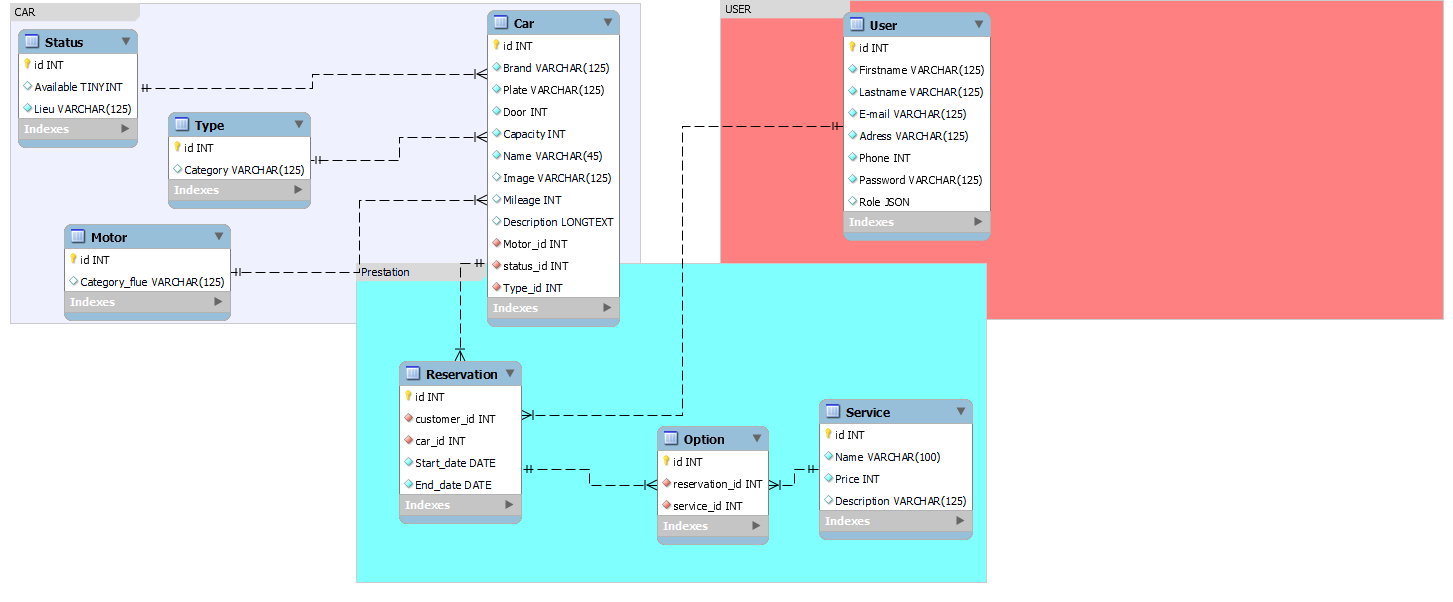 CAR
Status
id INT
Available TINYINT
Lieu VARCHAR(125)
Indexes
Type
id INT
Category VARCHAR(125)
Indexes
Motor
id INT
Category_flue VARCHAR(125)
Indexes
Car
id INT
Brand VARCHAR(125)
Plate VARCHAR(125)
Door INT
Capacity INT
Name VARCHAR(45)
Image VARCHAR(125)
Mileage INT
Description LONGTEXT
Motor_id INT
status_id INT
Type_id INT
Indexes
USER
User
id INT
Firstname VARCHAR(125)
Lastname VARCHAR(125)
E-mail VARCHAR(125)
Adress VARCHAR(125)
Phone INT
Password VARCHAR(125)
Role JSON
Indexes
Prestation
Reservation
id INT
customer_id INT
car_id INT
Start_date DATE
End_date DATE
Indexes
Option
id INT
reservation_id INT
service_id INT
Indexes
Service
id INT
Name VARCHAR(100)
Price INT
Description VARCHAR(125)
Indexes